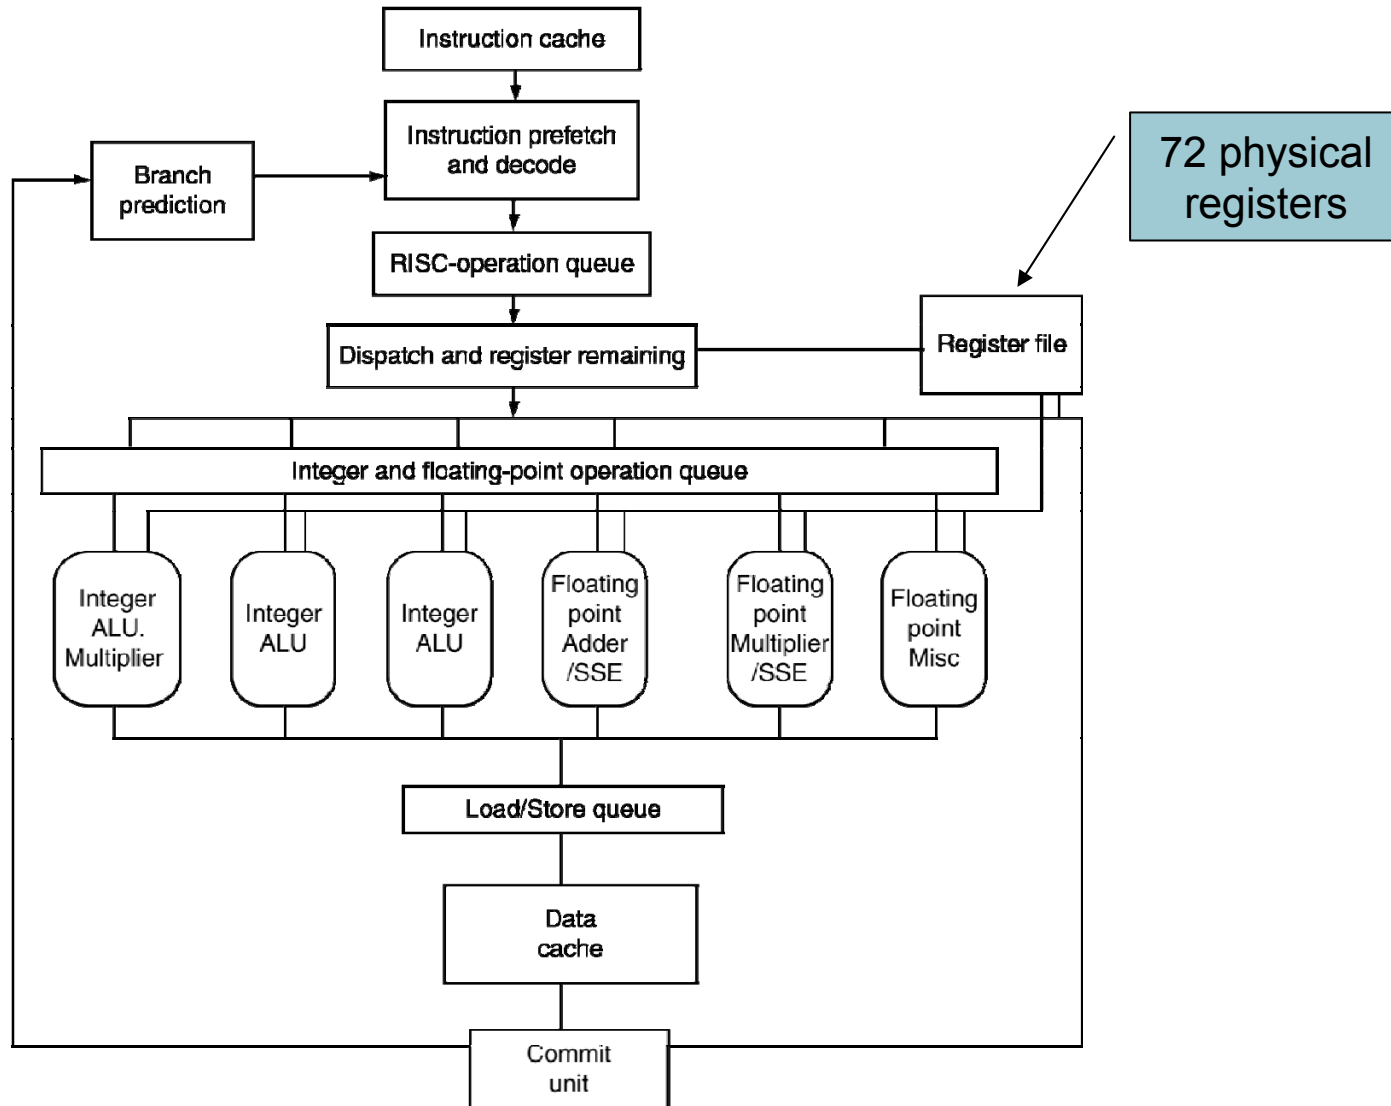 Instruction cache
Instruction prefetch
and decode
72 physical
registers
Branch
prediction
RISC-operation queue
Dispatch and register remaining
Register file
Integer and floating-point operation queue
Integer
ALU.
Multiplier
Integer
ALU
Integer
ALU
Floating
point
Adder
/SSE
Floating
point
Multiplier
/SSE
Floating
point
Misc
Load/Store queue
Data
cache
Commit
unit